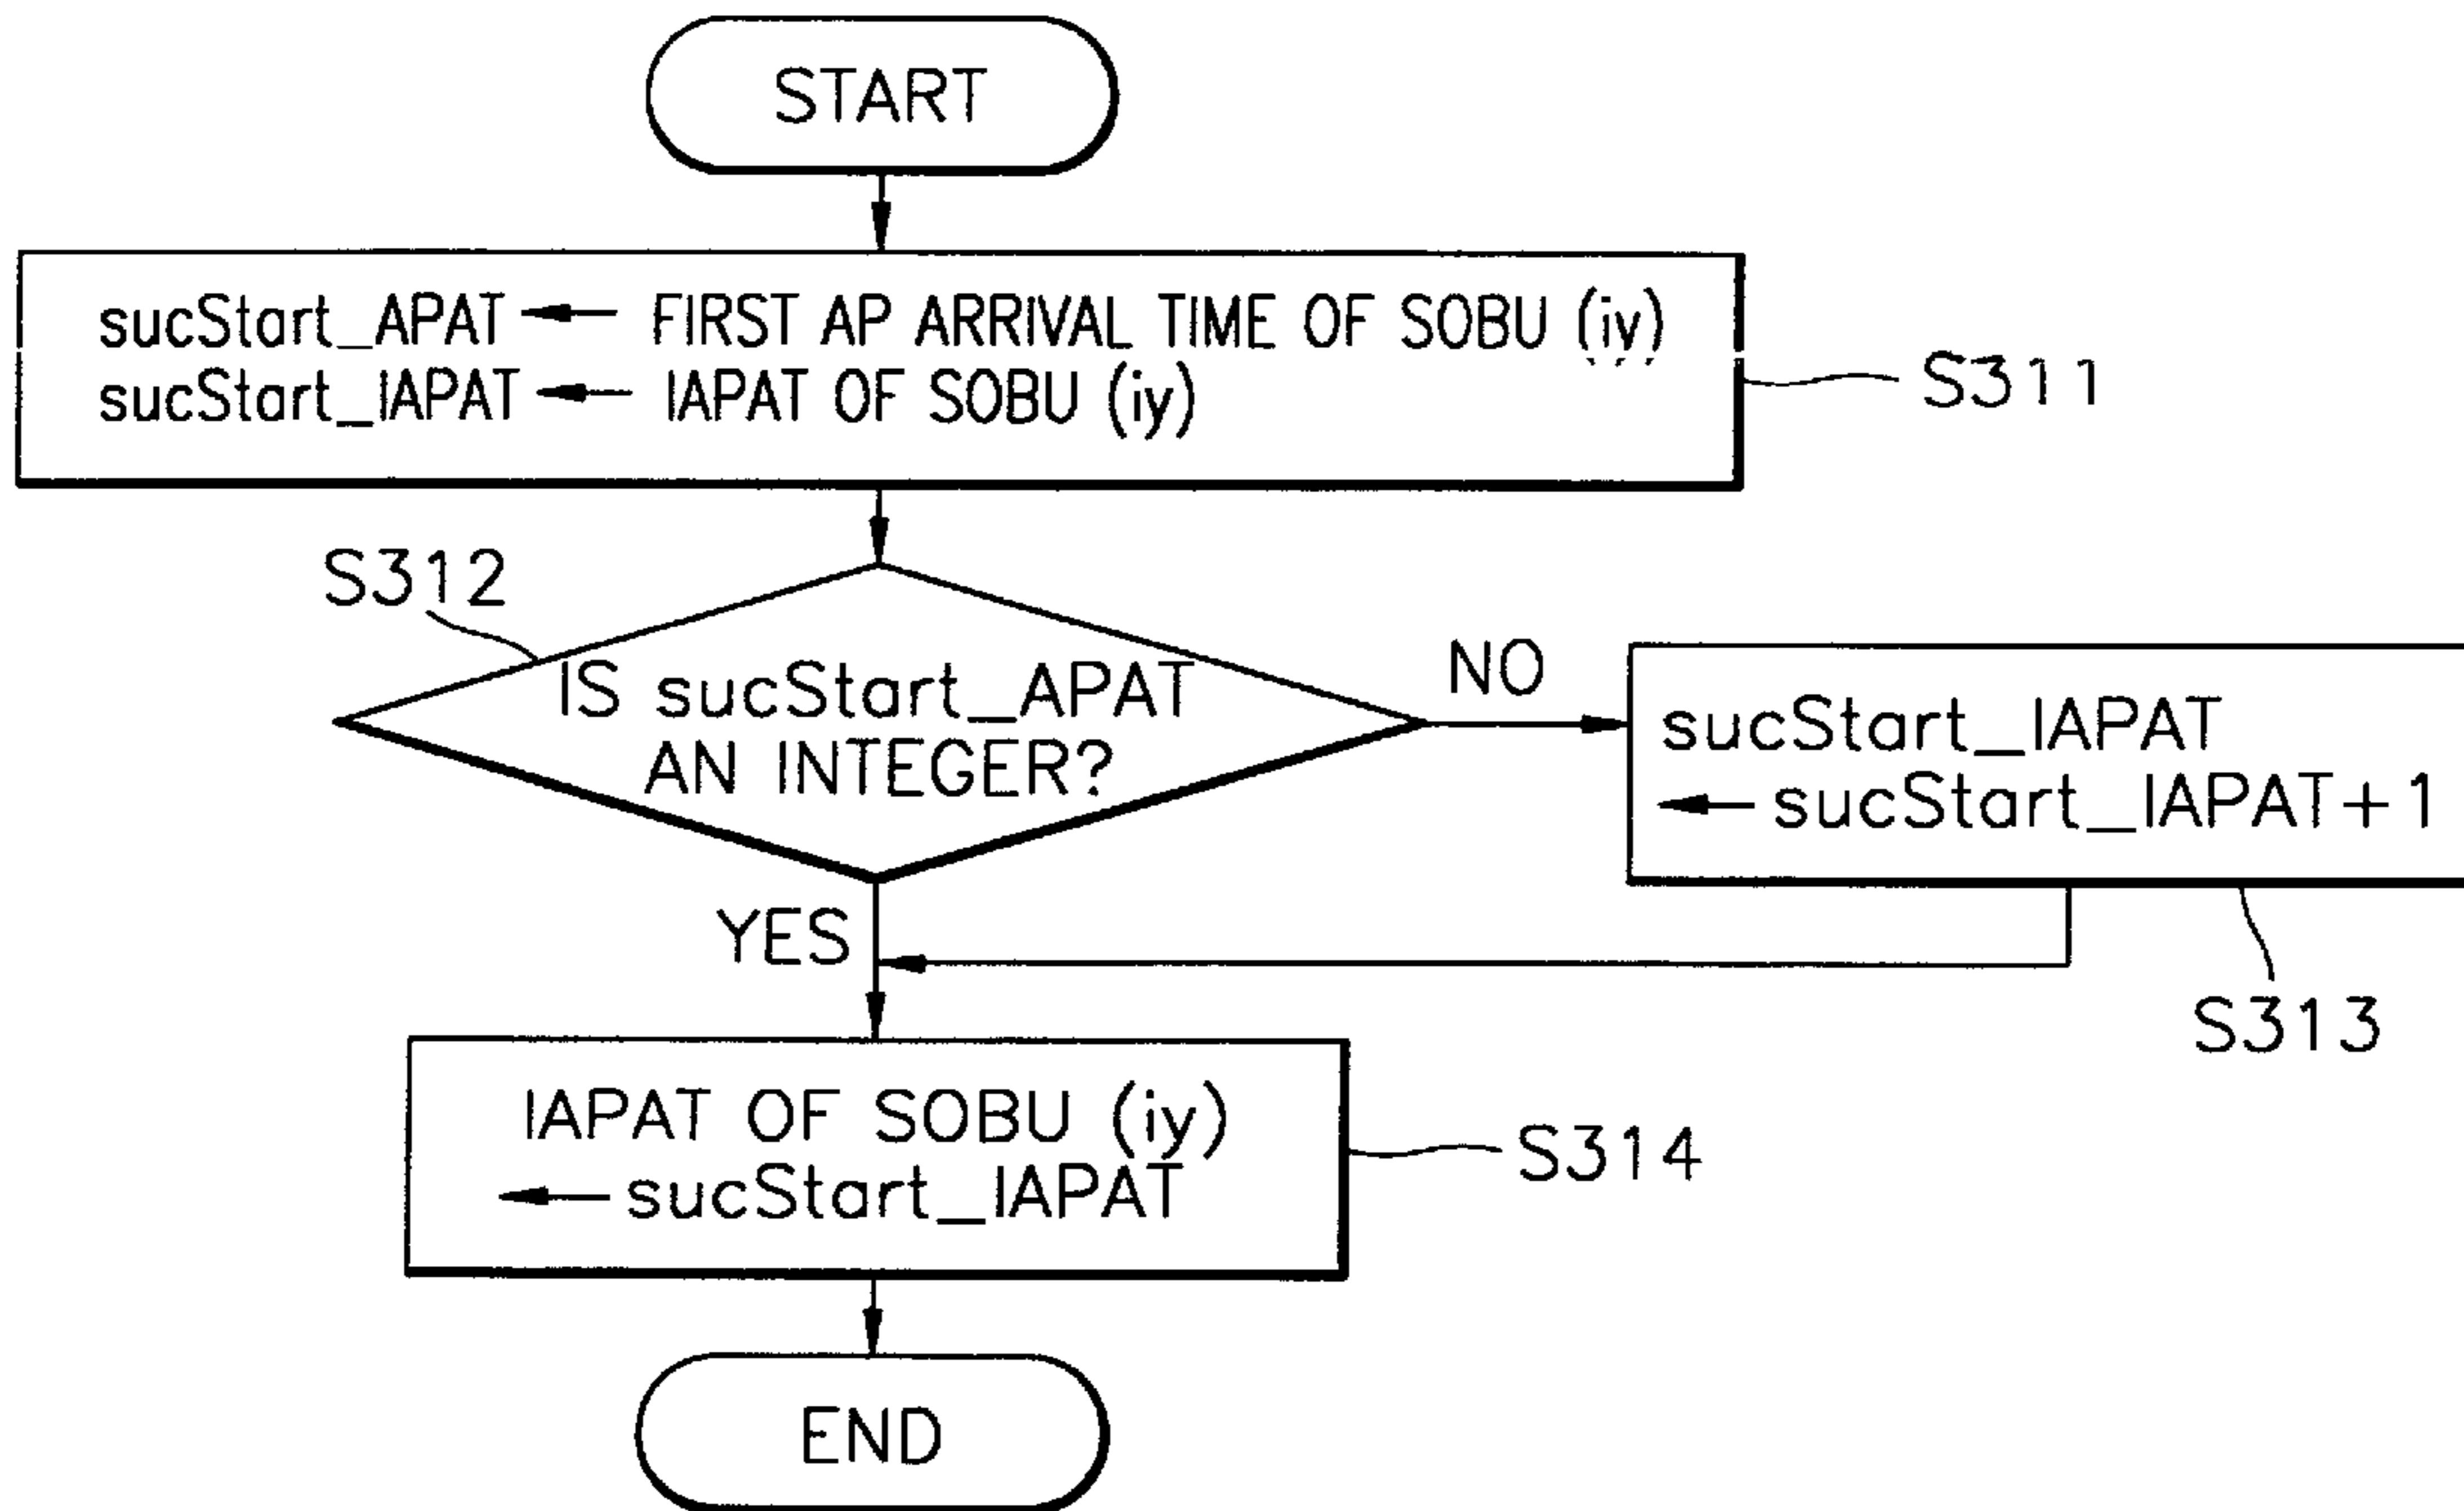 START
sucStart_APAT ← FIRST AP ARRIVAL TIME OF SOBU (iy)
sucStart_IAPAT ← IAPAT OF SOBU (iy)
S311
S312
IS sucStart_APAT
AN INTEGER?
NO
sucStart_IAPAT
← sucStart_IAPAT+1
YES
S313
IAPAT OF SOBU (iy)
← sucStart_IAPAT
S314
END